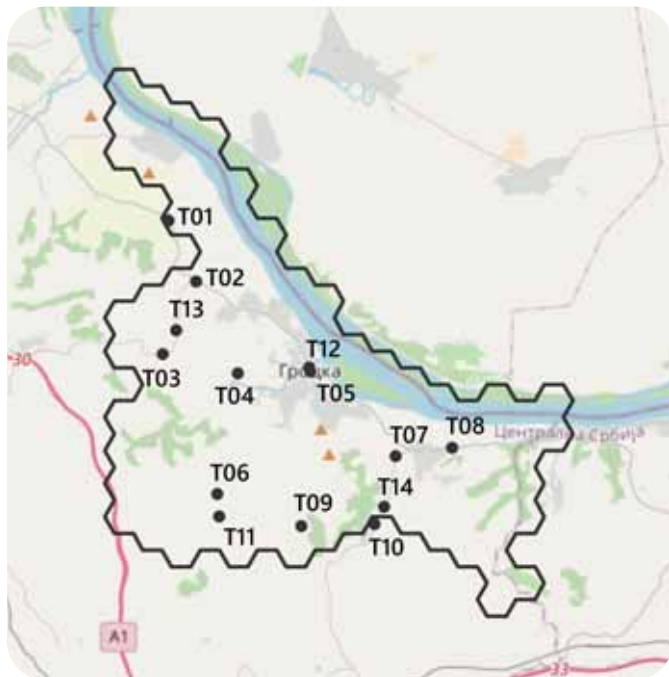 T01
T02
T13
30
T03
T12
Гроцка
T04
T05
T08
T07
Централна Србија
T06
T14
T09
T11
T10
A1
33